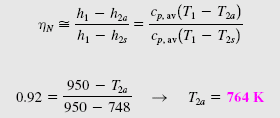 η_N ≅ (h_1 − h_2a) / (h_1 − h_2s) = c_p, av(T_1 − T_2a) / c_p, av(T_1 − T_2s)
0.92 = (950 − T_2a) / (950 − 748) → T_2a = 764 K